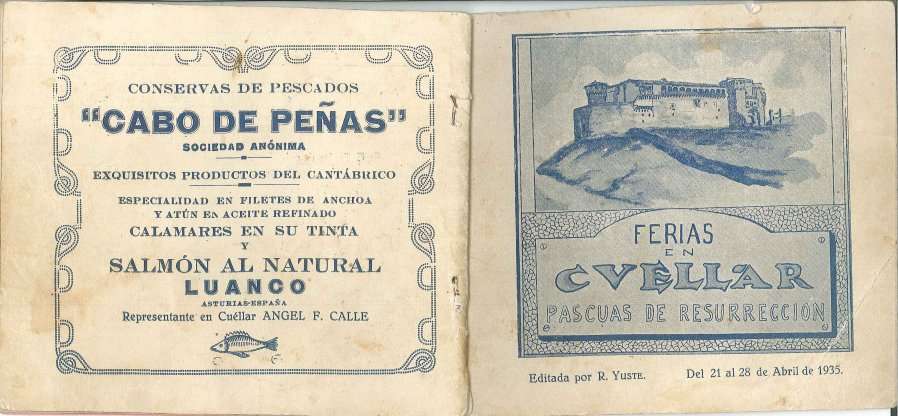 CONSERVAS DE PESCADOS
"CABO DE PEÑAS"
SOCIEDAD ANÓNIMA
EXQUISITOS PRODUCTOS DEL CANTÁBRICO
ESPECIALIDAD EN FILETES DE ANCHOA
Y ATÚN EN ACEITE REFINADO
CALAMARES EN SU TINTA
Y
SALMÓN AL NATURAL
LUANCO
ASTURIAS-ESPAÑA
Representante en Cuéllar ANGEL F. CALLE
FERIAS
EN
CVELLAR
PASCUAS DE RESURRECCION
Editada por R. YUSTE. Del 21 al 28 de Abril de 1935.